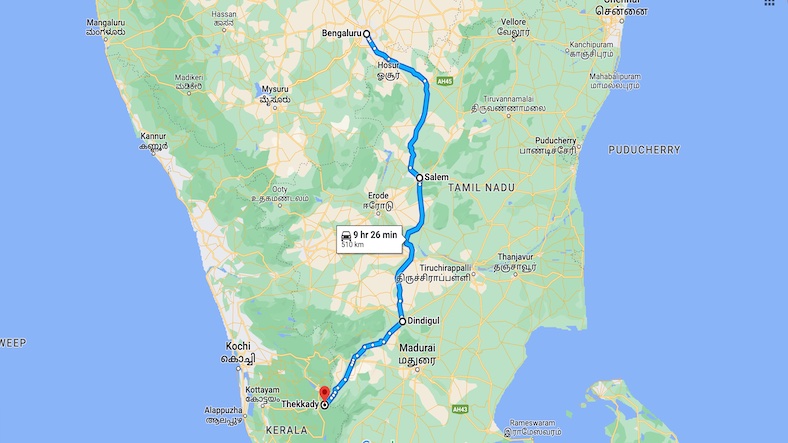 Chennai
சென்னை
Hassan
ಹಾಸನ
Mangaluru
ಮಂಗಳೂರು
Bengaluru
Vellore
வேலூர்
Hosur
ஓசூர்
Kanchipuram
காஞ்சிபுரம்
AH45
Madikeri
ಮಡಿಕೇರಿ
Mysuru
ಮೈಸೂರು
Mahabalipuram
மாமல்லபுரம்
Tiruvannamalai
திருவண்ணாமலை
Kannur
കണ്ണൂർ
Puducherry
பாண்டிச்சேரி
PUDUCHERRY
Salem
TAMIL NADU
Ooty
உதகமண்டலம்
Erode
ஈரோடு
9 hr 26 min
510 km
Thanjavur
தஞ்சாவூர்
Tiruchirappalli
திருச்சிராப்பள்ளி
Dindigul
WEEP
Kochi
കൊച്ചി
Madurai
மதுரை
Kottayam
കോട്ടയം
Thekkady
Alappuzha
ആലപ്പുഴ
AH43
KERALA
Rameswaram
இராமேஸ்வரம்